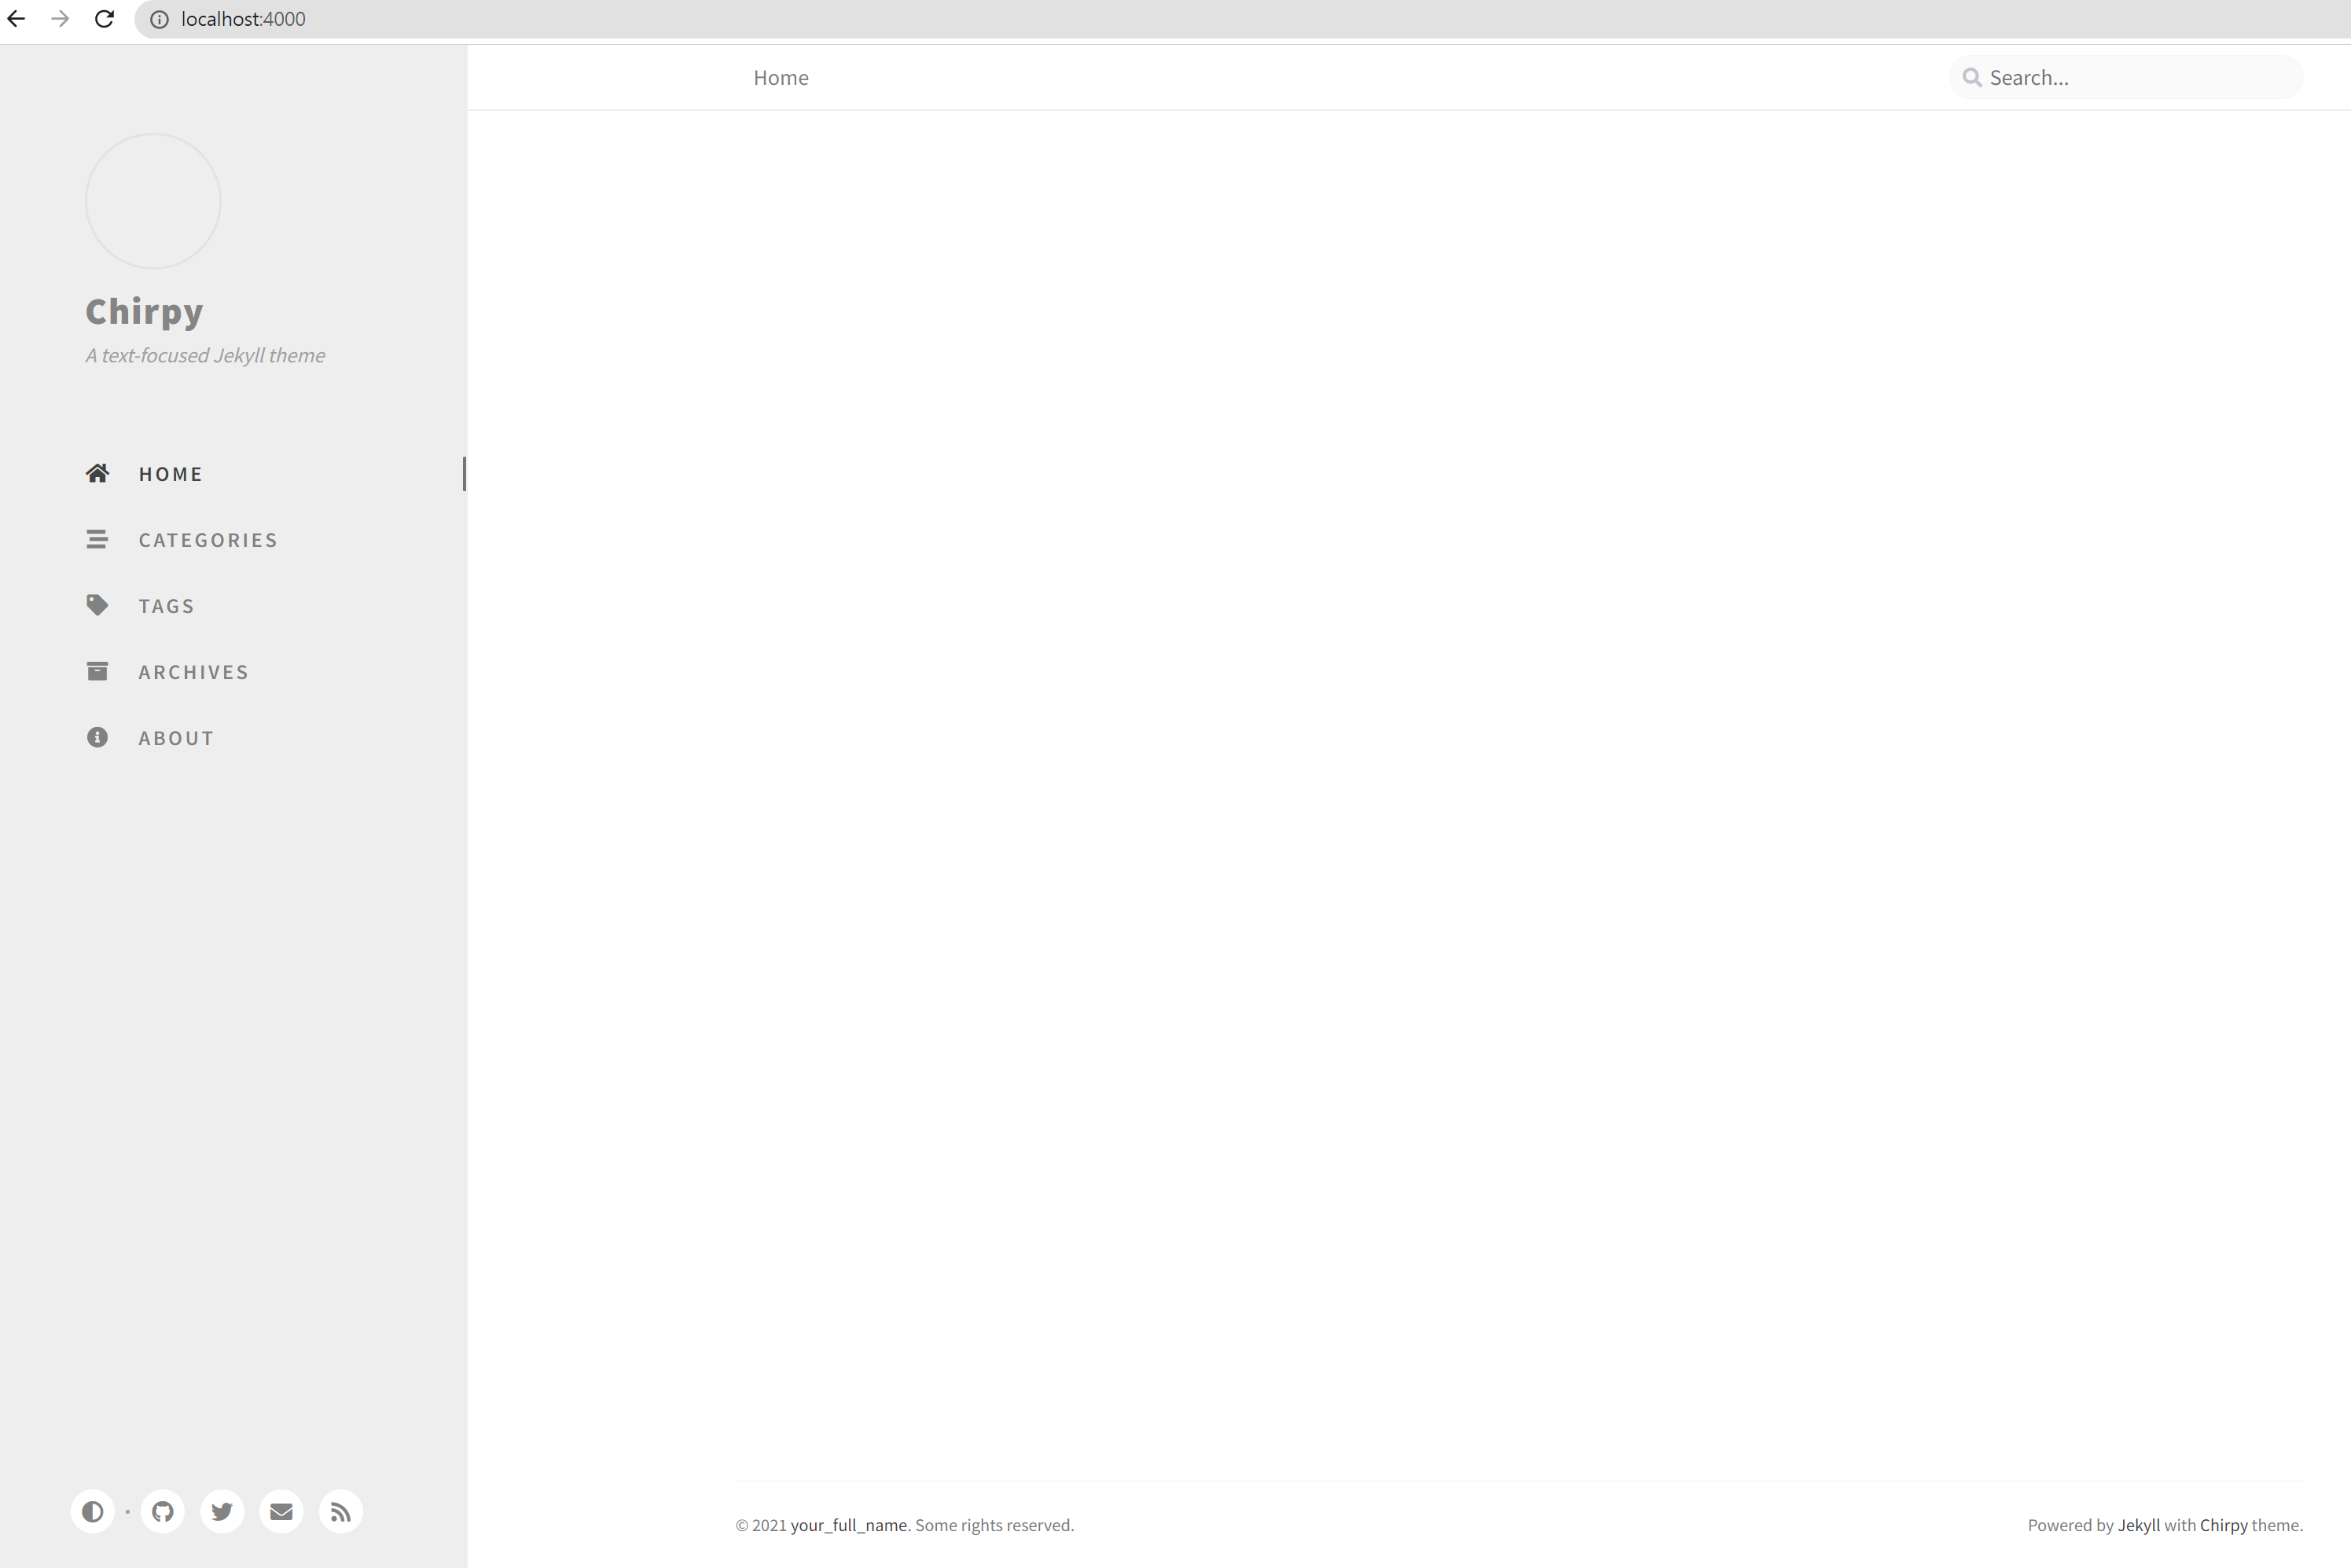 localhost:4000
Home
Search...
Chirpy
A text-focused Jekyll theme
HOME
CATEGORIES
TAGS
ARCHIVES
ABOUT
© 2021 your_full_name. Some rights reserved.
Powered by Jekyll with Chirpy theme.